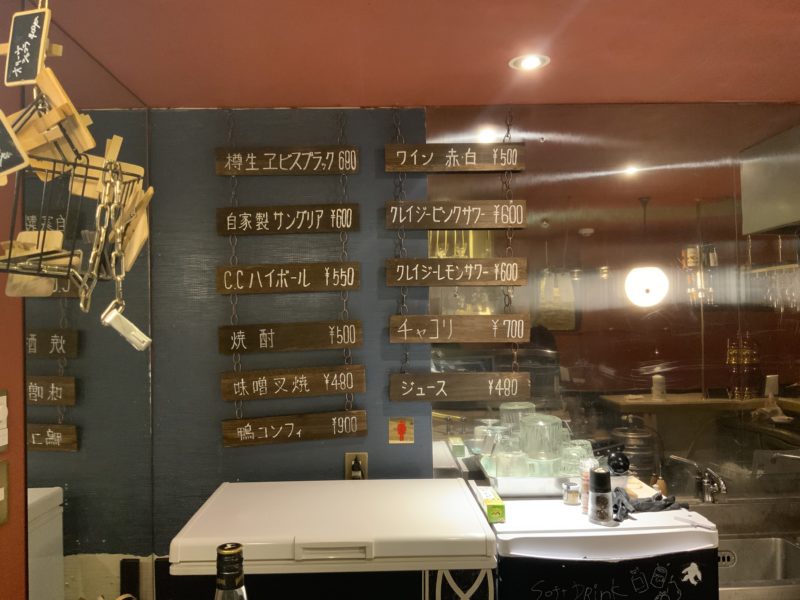 樽生ヱビスブラック 680
自家製サングリア ¥600
C.Cハイボール ¥550
焼酎 ¥500
味噌叉焼 ¥480
鴨コンフィ ¥900
ワイン 赤・白 ¥500
クレイジーピンクサワー ¥600
クレイジーレモンサワー ¥600
チャコリ ¥700
ジュース ¥480
SOFT DRINK